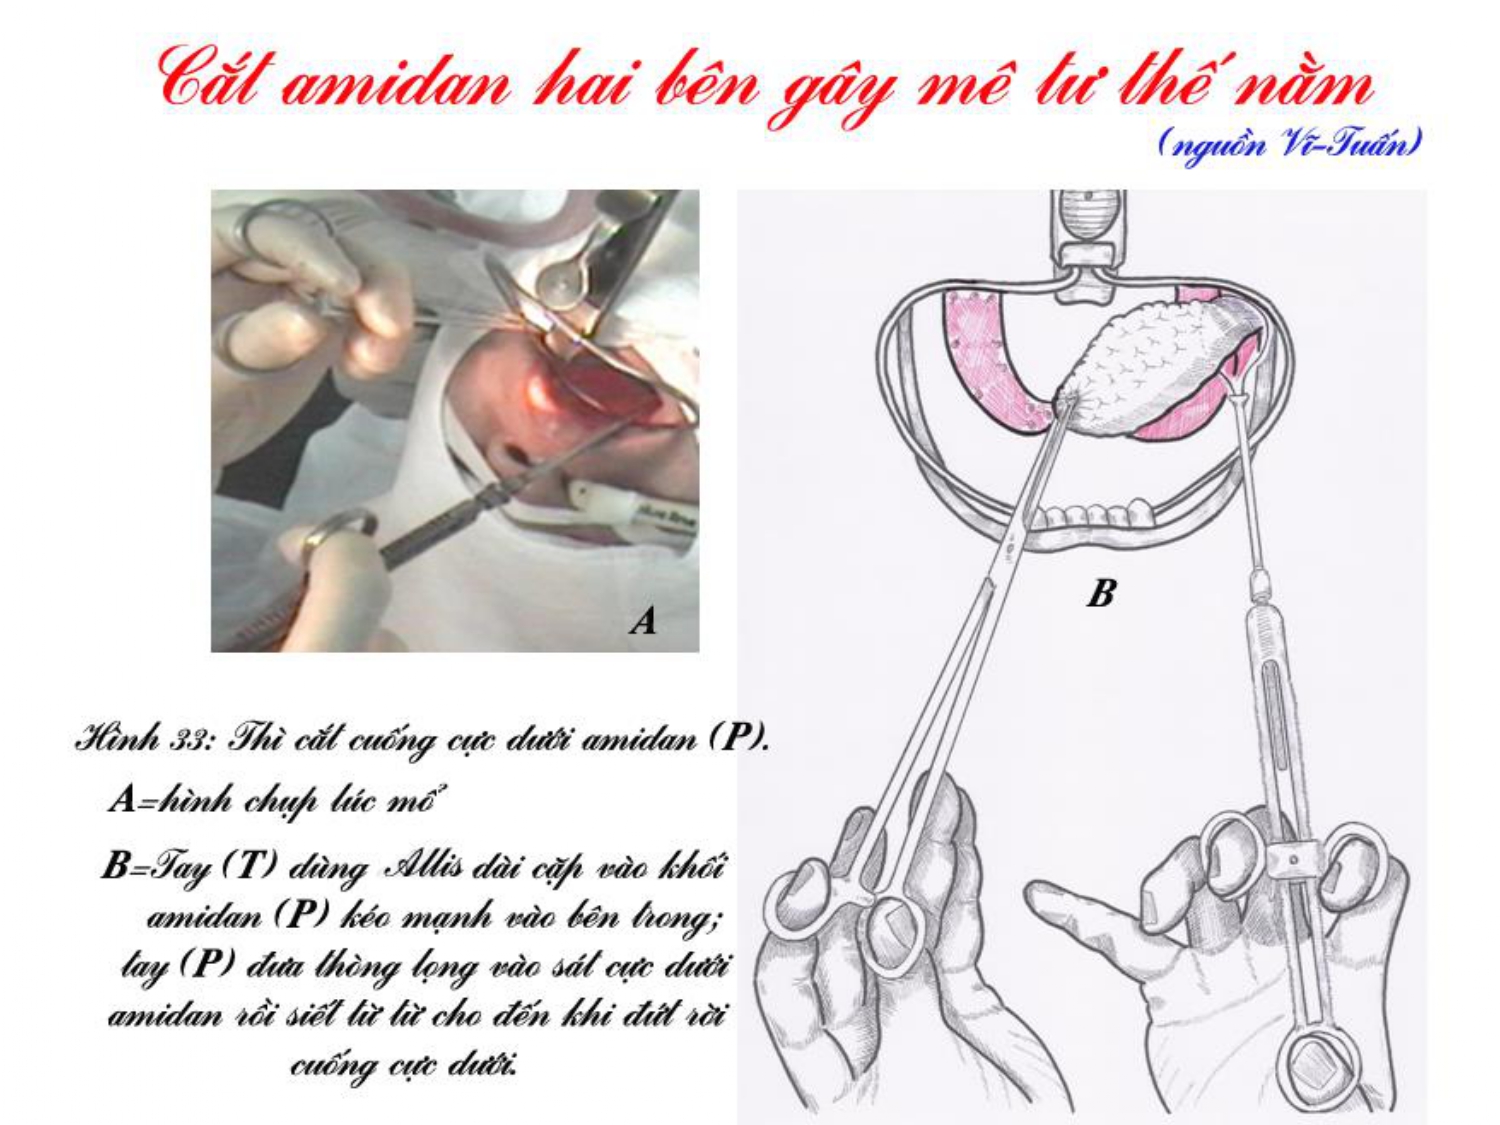 Cắt amidan hai bên gây mê tư thế nằm
(nguồn Vĩ-Tuấn)
A
B
Hình 33: Thì cắt cuống cực dưới amidan (P).
A=hình chụp lúc mổ
B=Tay (T) dùng Allis dài cặp vào khối
amidan (P) kéo mạnh vào bên trong;
tay (P) đưa thòng lọng vào sát cực dưới
amidan rồi siết từ từ cho đến khi đứt rời
cuống cực dưới.